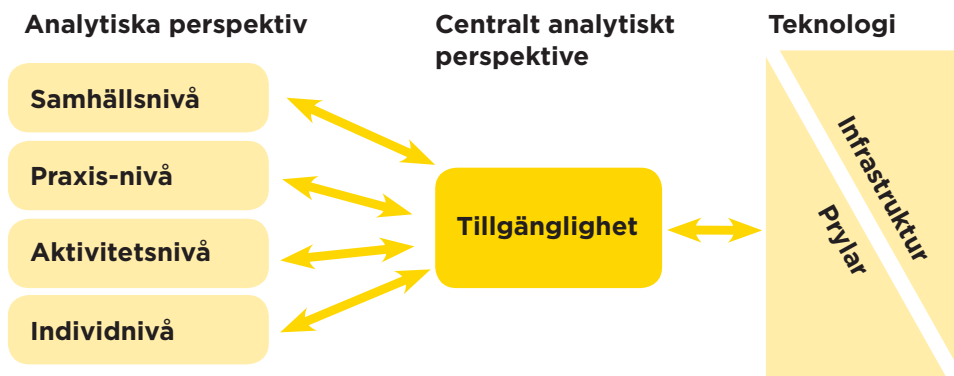 Analytiska perspektiv
Centralt analytiskt
perspektive
Teknologi
Samhällsnivå
Praxis-nivå
Aktivitetsnivå
Individnivå
Tillgänglighet
Infrastruktur
Prylar